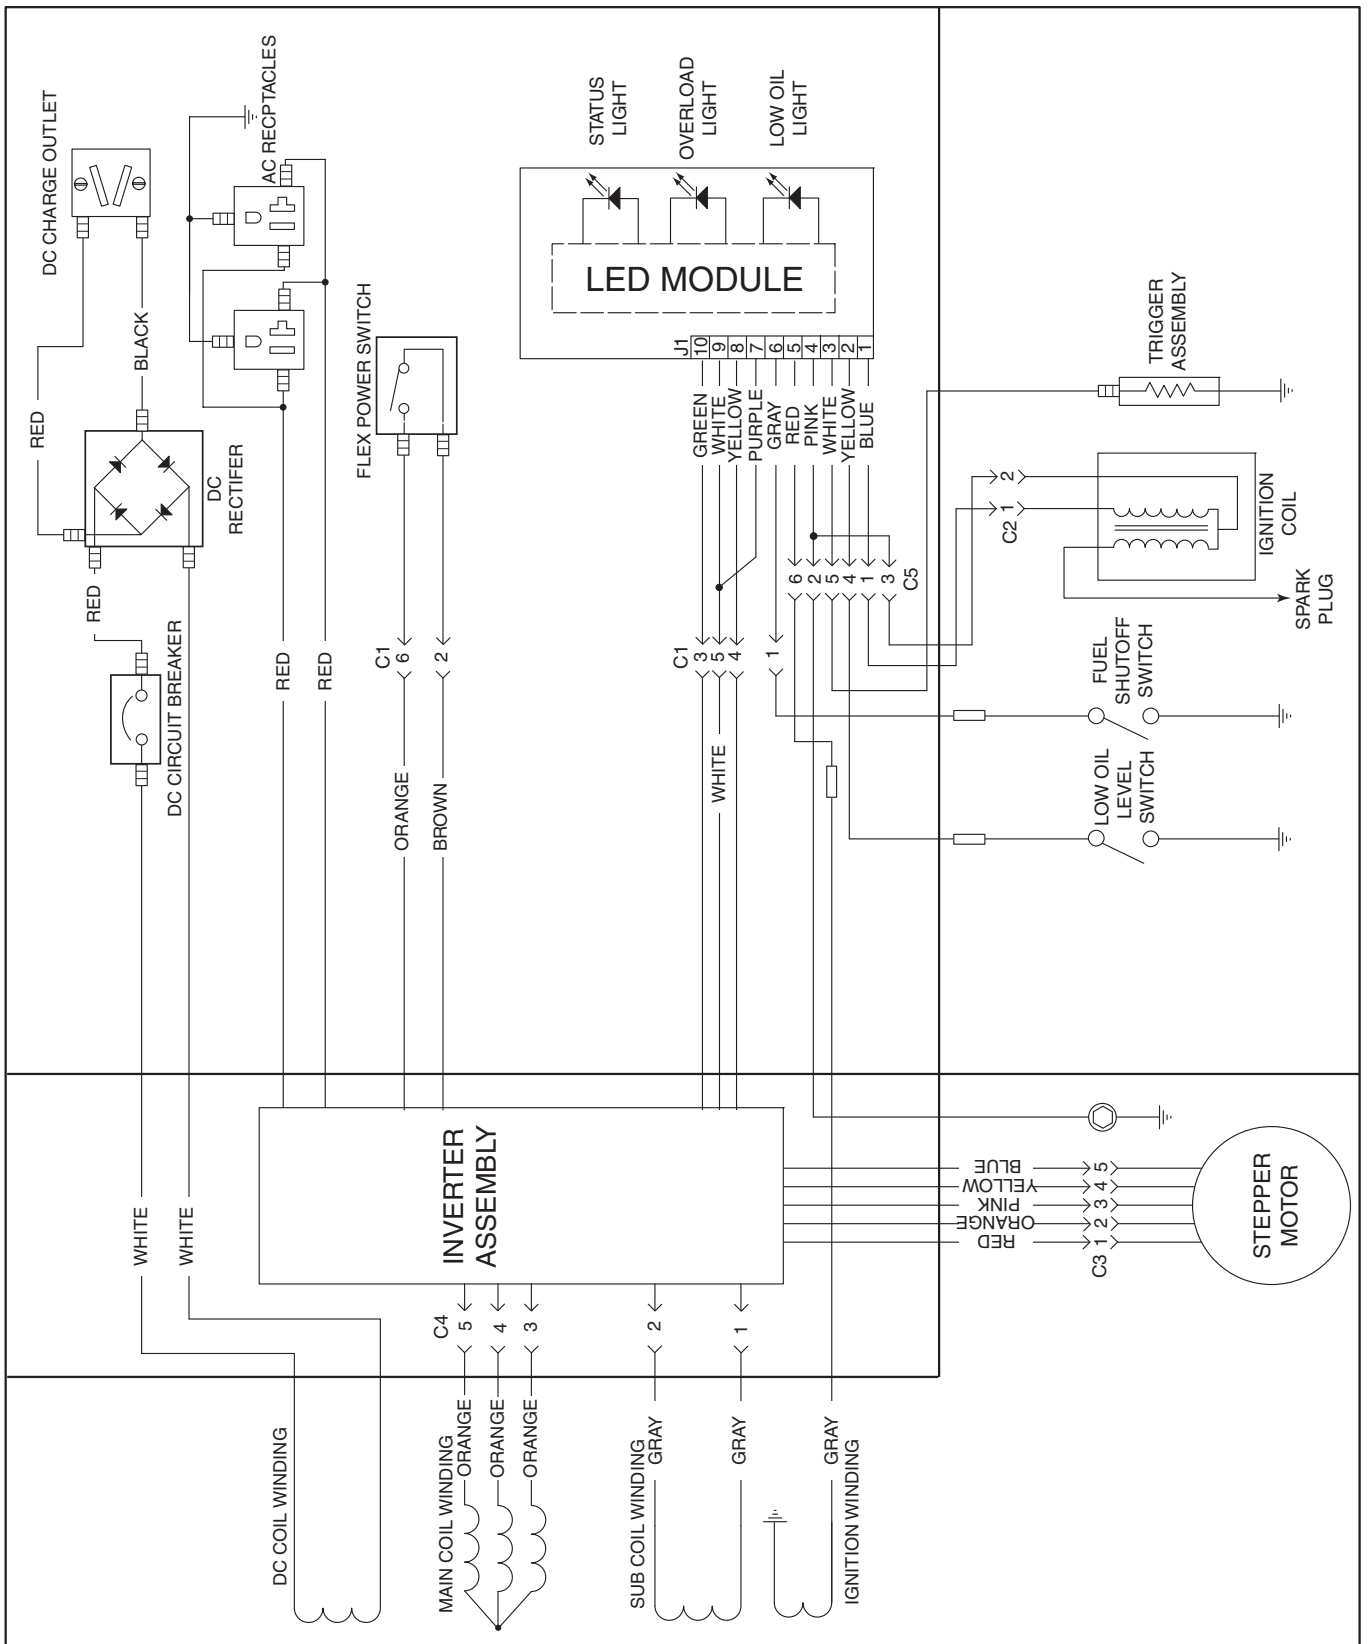 DC CHARGE OUTLET
AC RECPTACLES
RED
BLACK
DC
RECTIFER
RED
DC CIRCUIT BREAKER
RED
RED
FLEX POWER SWITCH
C1
6
2
ORANGE
BROWN
STATUS
LIGHT
OVERLOAD
LIGHT
LOW OIL
LIGHT
LED MODULE
J1
10
9
8
7
6
5
4
3
2
1
GREEN
WHITE
YELLOW
PURPLE
GRAY
RED
PINK
WHITE
YELLOW
BLUE
C1
3
5
4
1
WHITE
6
2
5
4
1
3
C5
TRIGGER
ASSEMBLY
2
1
C2
IGNITION
COIL
SPARK
PLUG
FUEL
SHUTOFF
SWITCH
LOW OIL
LEVEL
SWITCH
WHITE
WHITE
INVERTER
ASSEMBLY
BLUE
YELLOW
PINK
ORANGE
RED
5
4
3
2
1
C3
STEPPER
MOTOR
C4
5
4
3
2
1
DC COIL WINDING
MAIN COIL WINDING
ORANGE
ORANGE
ORANGE
SUB COIL WINDING
GRAY
GRAY
GRAY
IGNITION WINDING